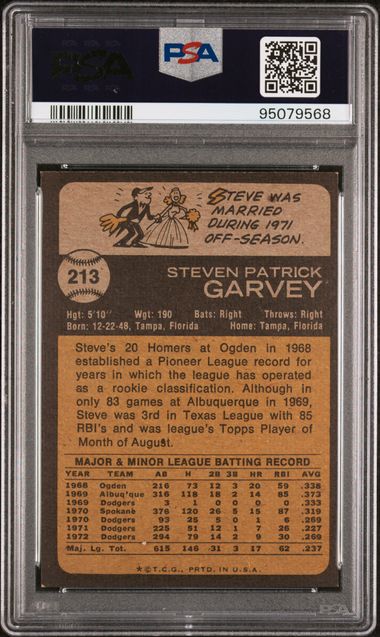 PSA
PSA
95079568
STEVE WAS
MARRIED
DURING 1971
OFF-SEASON.
213
STEVEN PATRICK
GARVEY
Hgt: 5'10" Wgt: 190 Bats: Right Throws: Right
Born: 12-22-48, Tampa, Florida Home: Tampa, Florida
Steve's 20 Homers at Ogden in 1968
established a Pioneer League record for
years in which the league has operated
as a rookie classification. Although in
only 83 games at Albuquerque in 1969,
Steve was 3rd in Texas League with 85
RBI's and was league's Topps Player of
Month of August.
MAJOR & MINOR LEAGUE BATTING RECORD
YEAR TEAM AB H 2B 3B HR RBI AVG
1968 Ogden 216 73 12 3 20 59 .338
1969 Albuq'que 316 118 18 2 14 85 .373
1969 Dodgers 3 1 0 0 0 0 .333
1970 Spokane 376 120 26 5 15 87 .319
1970 Dodgers 93 25 5 0 1 6 .269
1971 Dodgers 225 51 12 1 7 26 .227
1972 Dodgers 294 79 14 2 9 30 .269
Maj. Lg. Tot. 615 146 31 3 17 62 .237
*©T.C.G., PRTD. IN U.S.A.